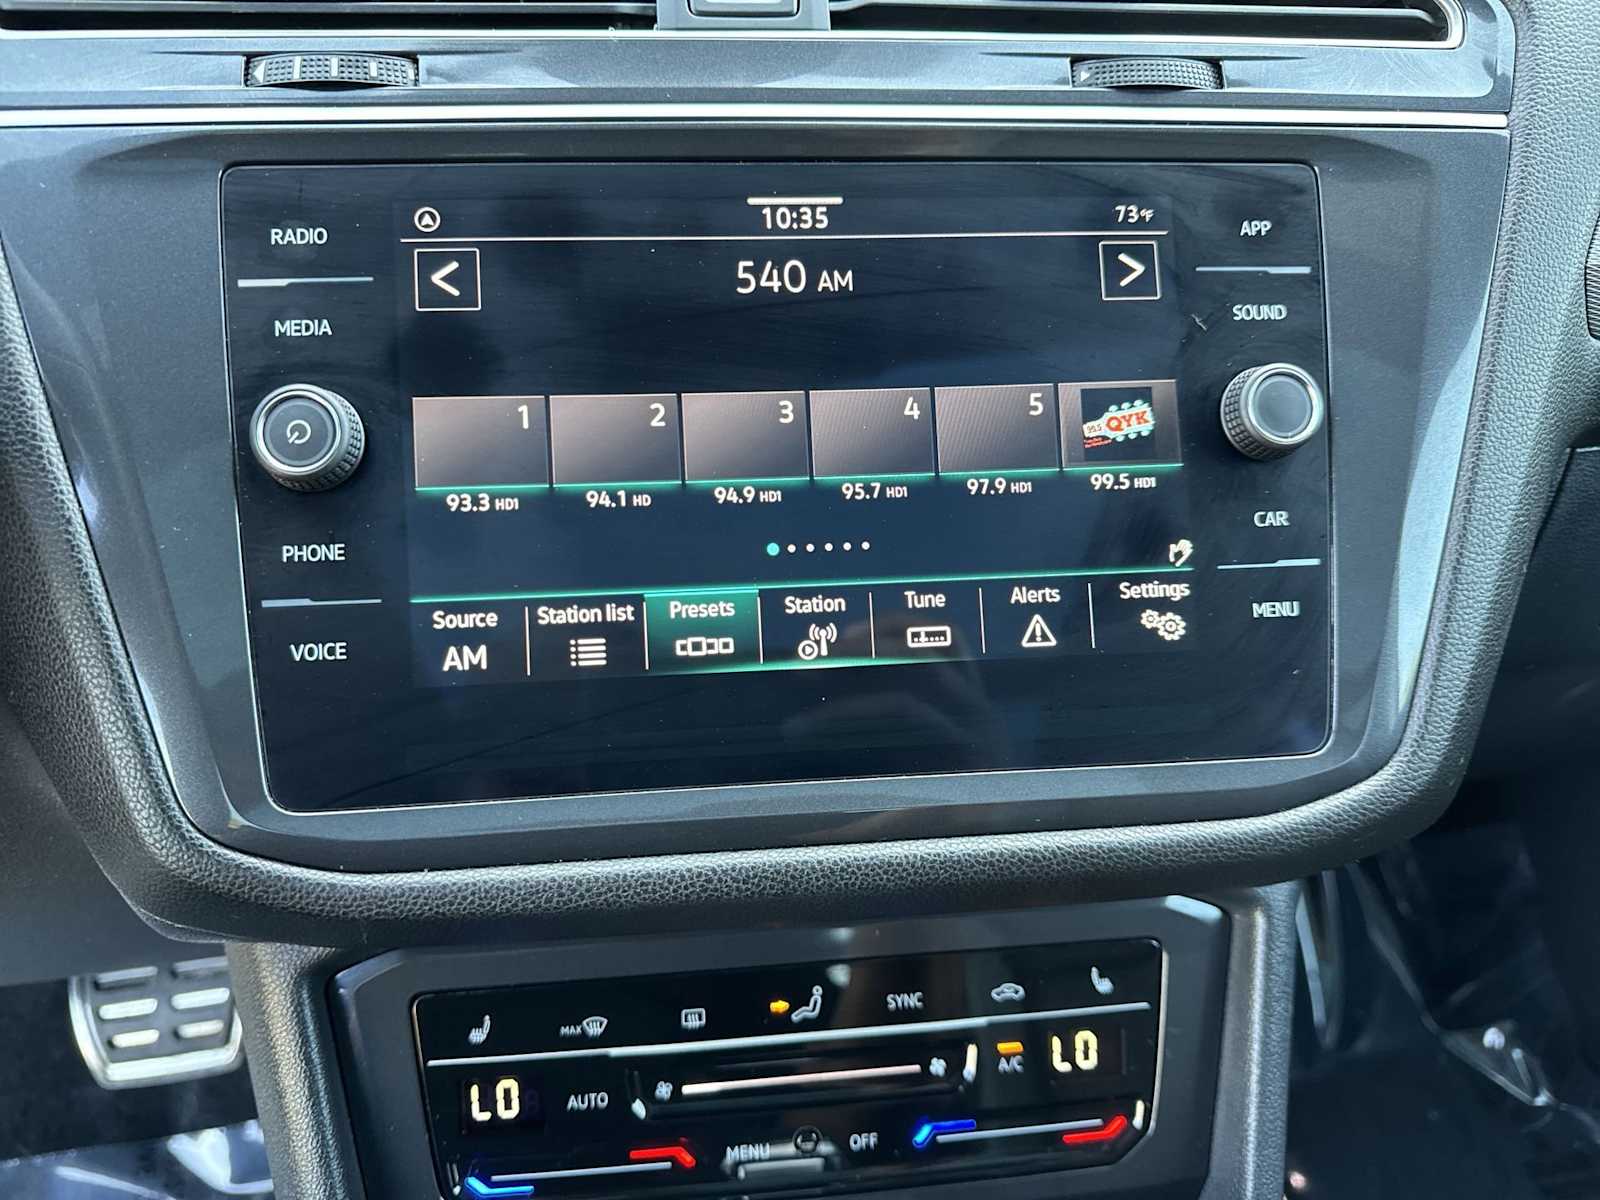 RADIO
MEDIA
PHONE
VOICE
10:35
73°F
540 AM
1
2
3
4
5
99.5 QYK
93.3 HD1
94.1 HD
94.9 HD1
95.7 HD1
97.9 HD1
99.5 HD1
Source
AM
Station list
Presets
Station
Tune
Alerts
Settings
APP
SOUND
CAR
MENU
MAX
SYNC
LO
AUTO
A/C
LO
MENU
OFF